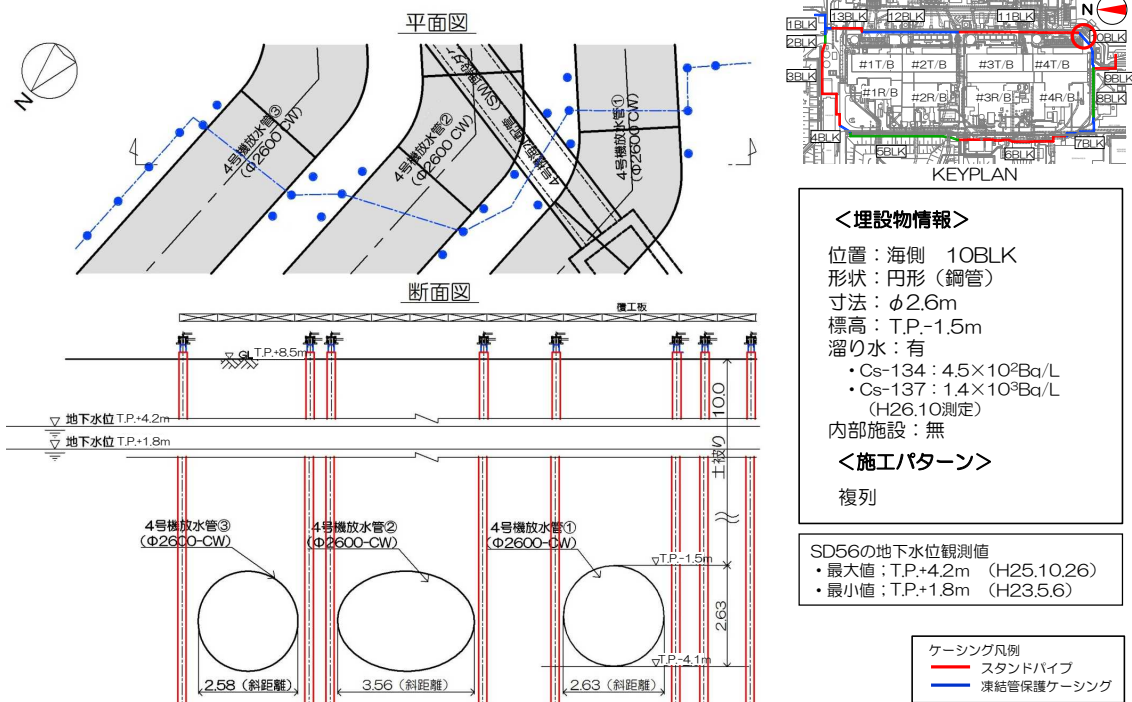 平面図
N
4号機放水管③
(Φ2600-CW)
4号機放水管②
(Φ2600-CW)
4号機放水管①
(Φ2600-CW)
断面図
覆工板
GL T.P.+8.5m
10.0
地下水位 T.P.+4.2m
地下水位 T.P.+1.8m
土被り
4号機放水管③
(Φ2600-CW)
4号機放水管②
(Φ2600-CW)
4号機放水管①
(Φ2600-CW)
T.P.-1.5m
2.63
T.P.-4.1m
2.58(斜距離)
3.56(斜距離)
2.63(斜距離)
N
1BLK
13BLK
12BLK
11BLK
0BLK
2BLK
3BLK
#1T/B
#2T/B
#3T/B
#4T/B
9BLK
#1R/B
#2R/B
#3R/B
#4R/B
8BLK
4BLK
5BLK
6BLK
7BLK
KEYPLAN
<埋設物情報>
位置:海側 10BLK
形状:円形(鋼管)
寸法:φ2.6m
標高:T.P.-1.5m
溜り水:有
・Cs-134:4.5×10²Bq/L
・Cs-137:1.4×10³Bq/L
(H26.10測定)
内部施設:無
<施工パターン>
複列
SD56の地下水位観測値
・最大値;T.P.+4.2m (H25.10.26)
・最小値;T.P.+1.8m (H23.5.6)
ケーシング凡例
スタンドパイプ
凍結管保護ケーシング